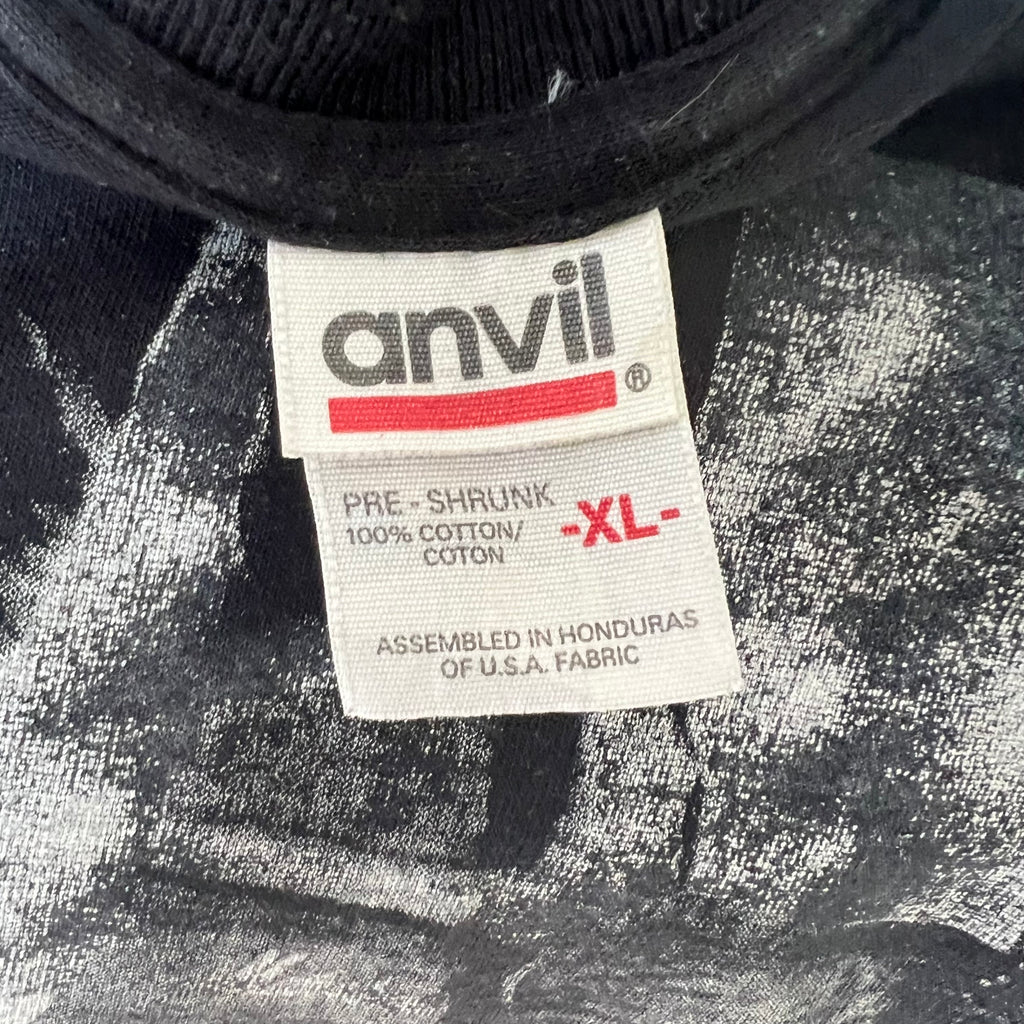 anvil®
PRE-SHRUNK
100% COTTON/
COTON
-XL-
ASSEMBLED IN HONDURAS
OF U.S.A. FABRIC